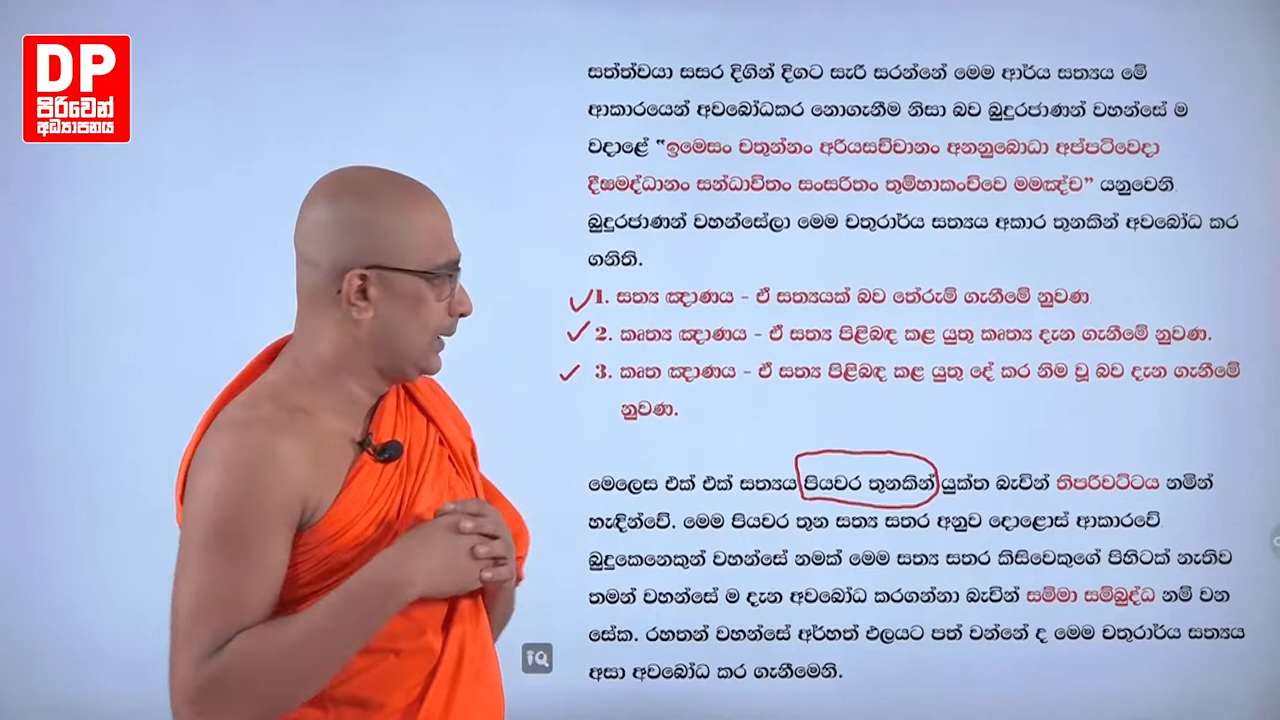 DP
පිරිවෙන්
අධ්‍යාපනය
සත්ත්වයා සසර දිගින් දිගට සැරි සරන්නේ මෙම ආර්ය සත්‍යය මේ
ආකාරයෙන් අවබෝධකර නොගැනීම නිසා බව බුදුරජාණන් වහන්සේ ම
වදාළේ “ඉමෙසං චතුන්නං අරියසච්චානං අනනුබොධා අප්පටිවෙදා
දීඝමද්ධානං සන්ධාවිතං සංසරිතං තුම්හාකංච්චෙ මමඤ්ච” යනුවෙනි.
බුදුරජාණන් වහන්සේලා මෙම චතුරාර්ය සත්‍යය අකාර තුනකින් අවබෝධ කර
ගනිති.
1. සත්‍ය ඤාණය - ඒ සත්‍යයක් බව තේරුම් ගැනීමේ නුවණ.
2. කෘත්‍ය ඤාණය - ඒ සත්‍ය පිළිබඳ කළ යුතු කෘත්‍ය දැන ගැනීමේ නුවණ.
3. කෘත ඤාණය - ඒ සත්‍ය පිළිබඳ කළ යුතු දේ කර නිම වූ බව දැන ගැනීමේ
නුවණ.
මෙලෙස එක් එක් සත්‍යය පියවර තුනකින් යුක්ත බැවින් තිපරිවට්ටය නමින්
හැඳින්වේ. මෙම පියවර තුන සත්‍ය සතර අනුව දොළොස් ආකාරවේ.
බුදුකෙනෙකුන් වහන්සේ නමක් මෙම සත්‍ය සතර කිසිවෙකුගේ පිහිටක් නැතිව
තමන් වහන්සේ ම දැන අවබෝධ කරගන්නා බැවින් සම්මා සම්බුද්ධ නම් වන
සේක. රහතන් වහන්සේ අර්හත් ඵලයට පත් වන්නේ ද මෙම චතුරාර්ය සත්‍යය
අසා අවබෝධ කර ගැනීමෙනි.
iQ